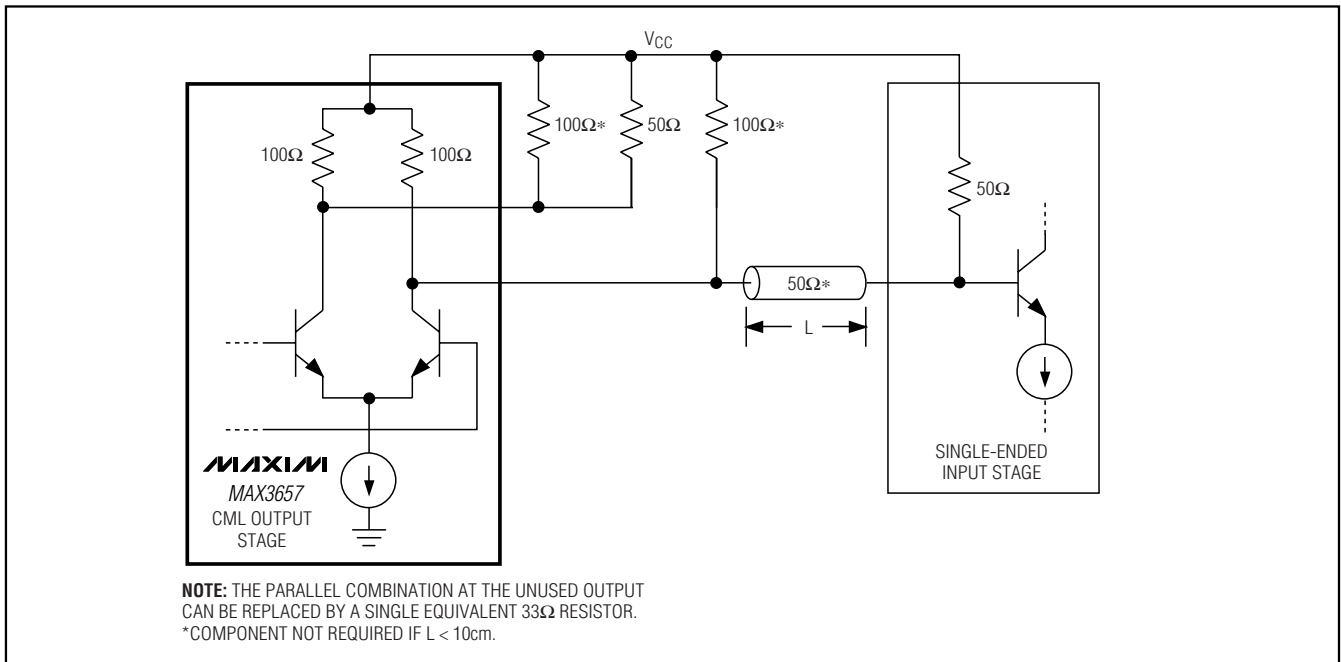 VCC
100Ω*
50Ω
100Ω*
100Ω
100Ω
50Ω
50Ω*
L
MAXIM
MAX3657
CML OUTPUT
STAGE
SINGLE-ENDED
INPUT STAGE
NOTE: THE PARALLEL COMBINATION AT THE UNUSED OUTPUT
CAN BE REPLACED BY A SINGLE EQUIVALENT 33Ω RESISTOR.
*COMPONENT NOT REQUIRED IF L < 10cm.